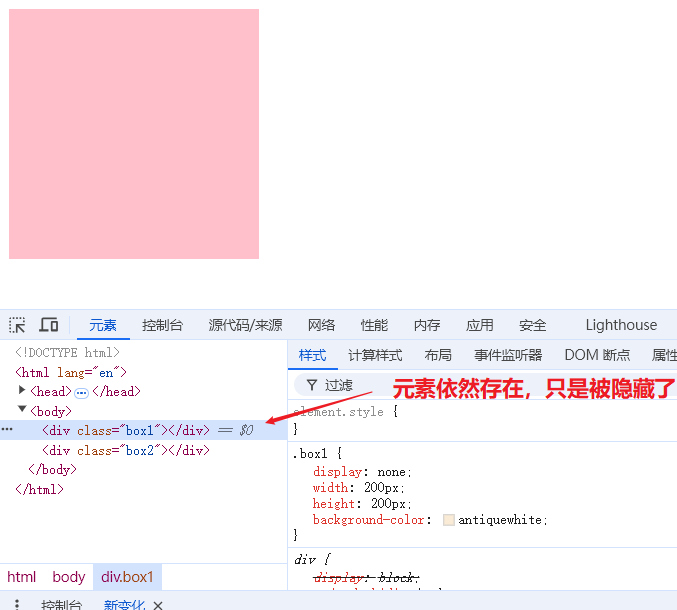 元素 控制台 源代码/来源 网络 性能 内存 应用 安全 Lighthouse
<!DOCTYPE html>
<html lang="en">
<head> ⋯ </head>
<body>
<div class="box1"></div> == $0
<div class="box2"></div>
</body>
</html>
html body div.box1
样式 计算样式 布局 事件监听器 DOM 断点 属性
过滤
元素依然存在，只是被隐藏了
element.style {
}
.box1 {
display: none;
width: 200px;
height: 200px;
background-color: antiquewhite;
}
div {
display: block;
控制台 新变化 ×